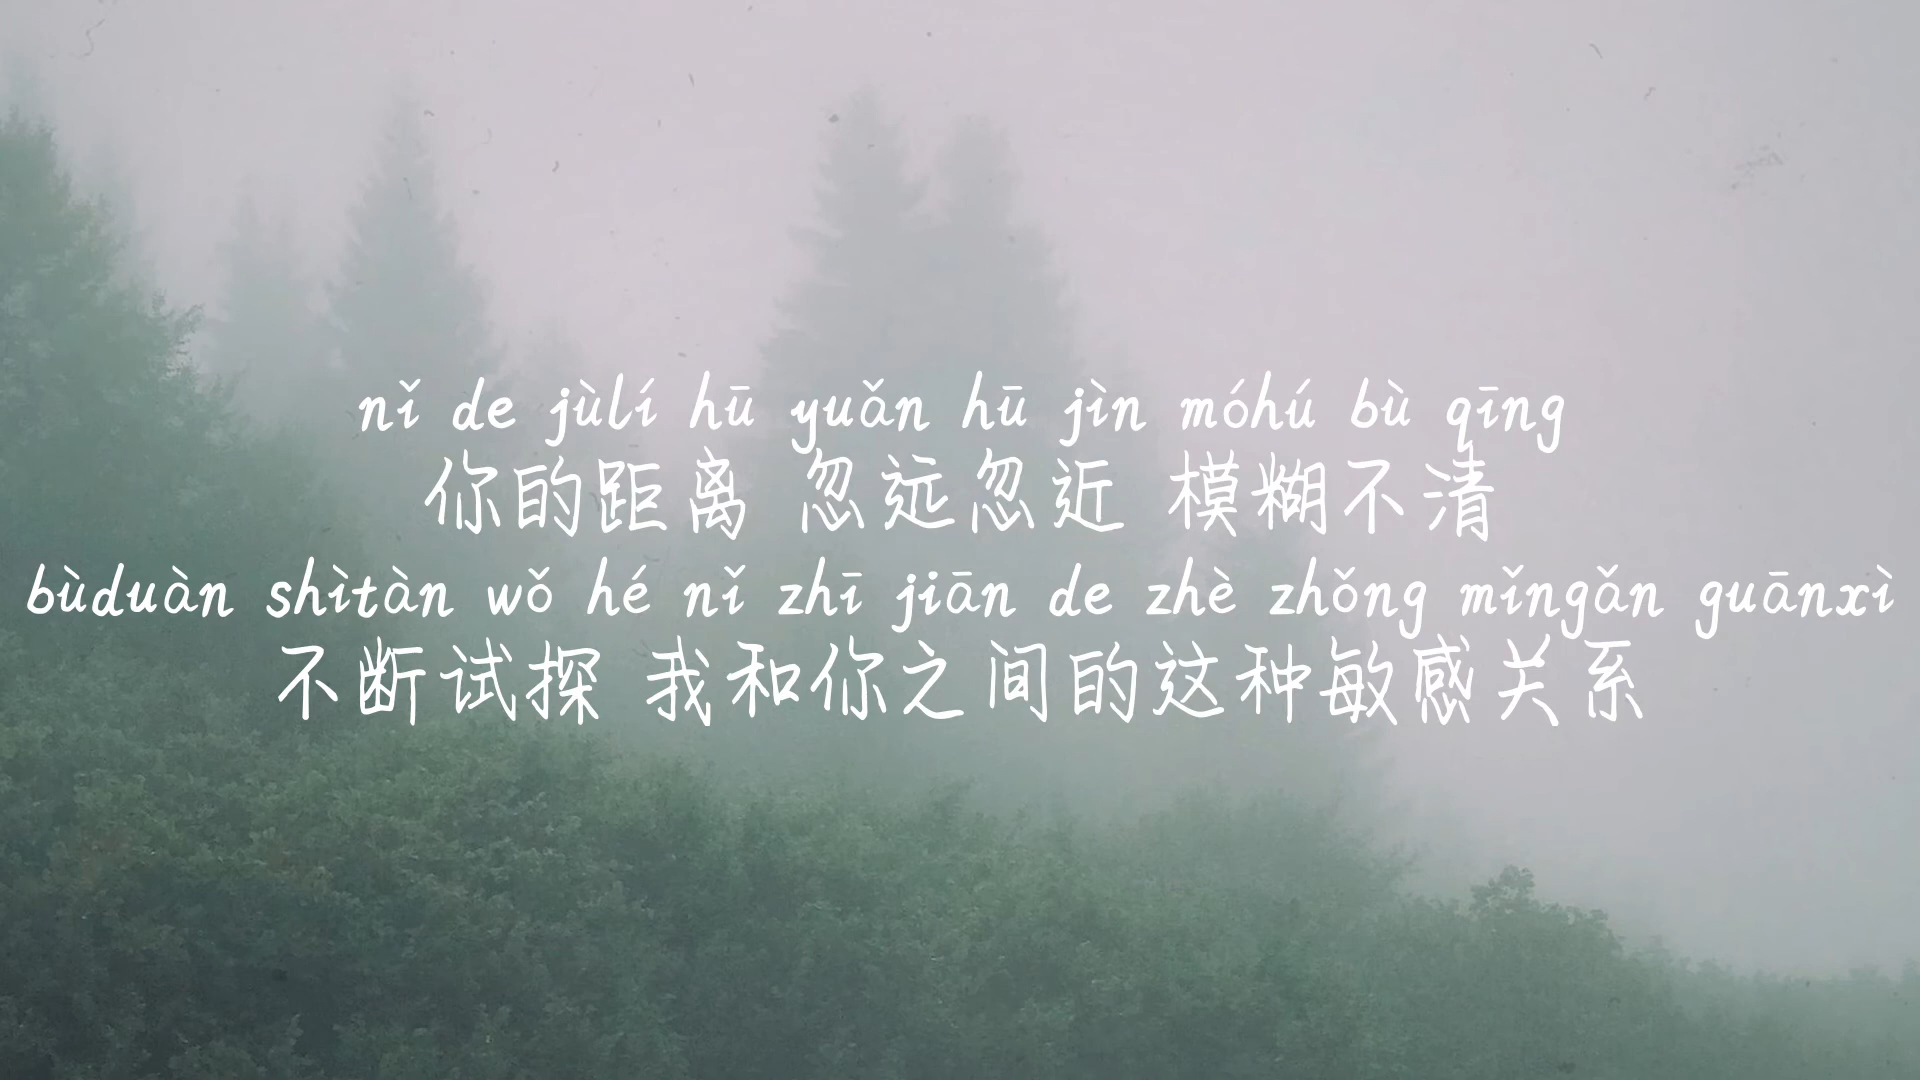 nǐ de jùlí hū yuǎn hū jìn móhú bù qīng
你的距离 忽远忽近 模糊不清
bùduàn shìtàn wǒ hé nǐ zhī jiān de zhè zhǒng mǐngǎn guānxì
不断试探 我和你之间的这种敏感关系